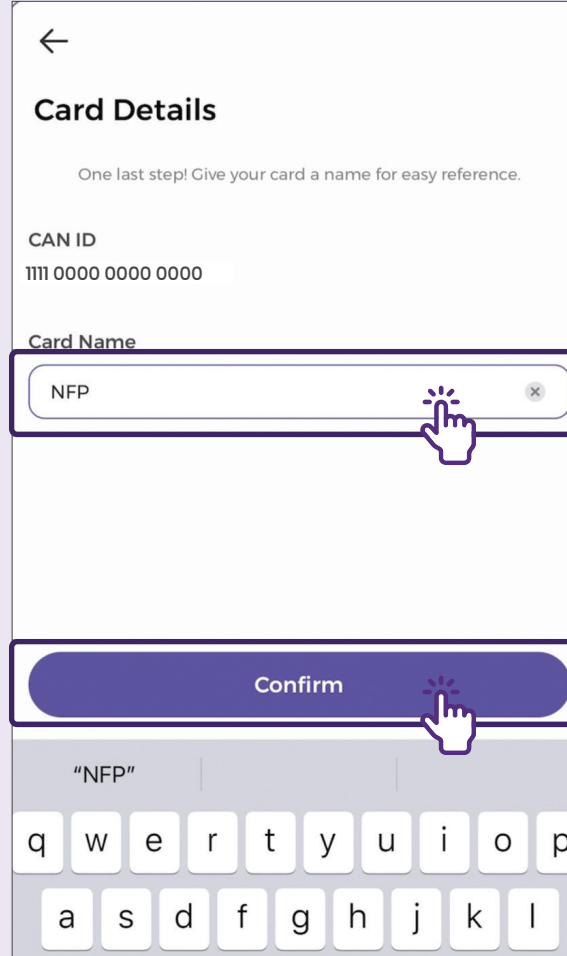 Card Details
One last step! Give your card a name for easy reference.
CAN ID
1111 0000 0000 0000
Card Name
NFP
Confirm
“NFP”
q w e r t y u i o p
a s d f g h j k l